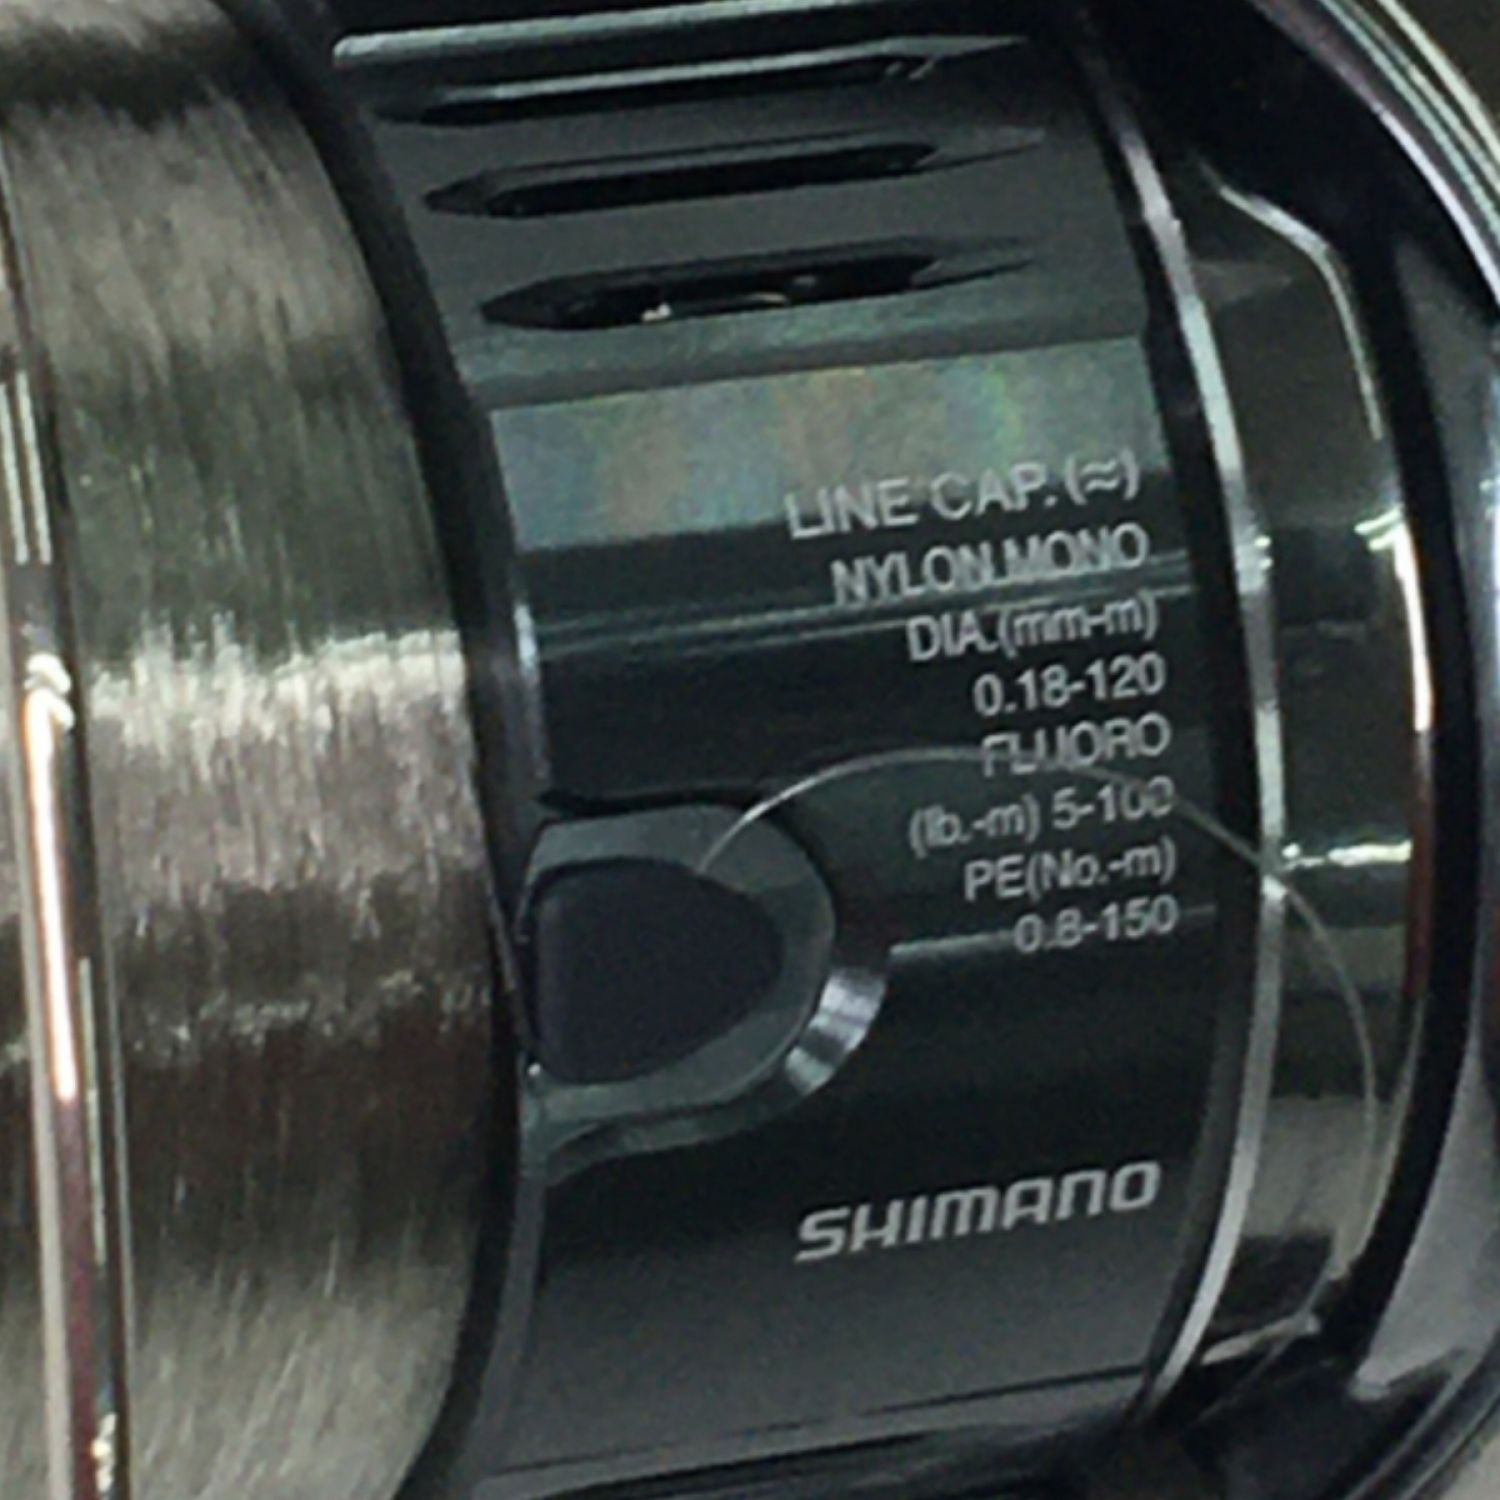 LINE CAP. (≈)
NYLON.MONO
DIA.(mm-m)
0.18-120
FLUORO
(lb.-m) 5-100
PE(No.-m)
0.8-150
SHIMANO